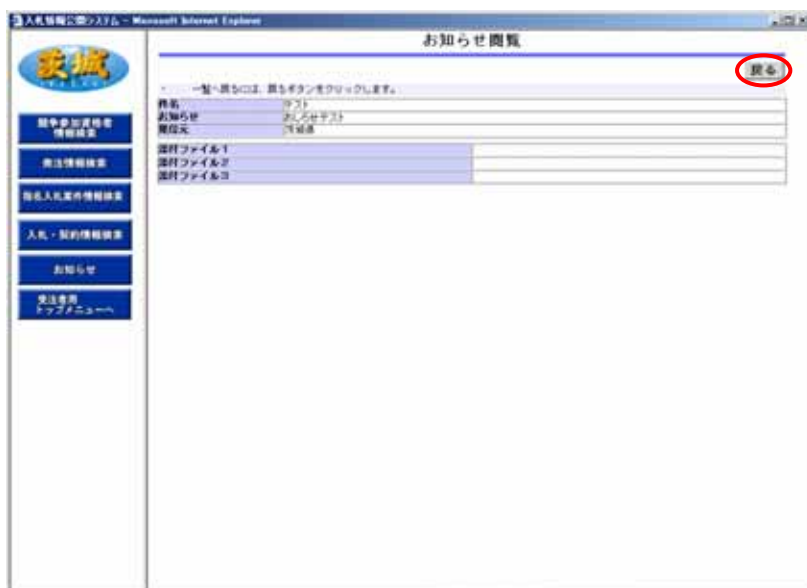 入札情報公開システム - Microsoft Internet Explorer
茨城
お知らせ閲覧
戻る
・ 一覧へ戻るには、戻るボタンをクリックします。
件名 テスト
お知らせ おしらせテスト
発信元 茨城県
添付ファイル1
添付ファイル2
添付ファイル3
競争参加資格者
情報検索
発注情報検索
指名入札案件情報検索
入札・契約情報検索
お知らせ
受注者用
トップメニューへ